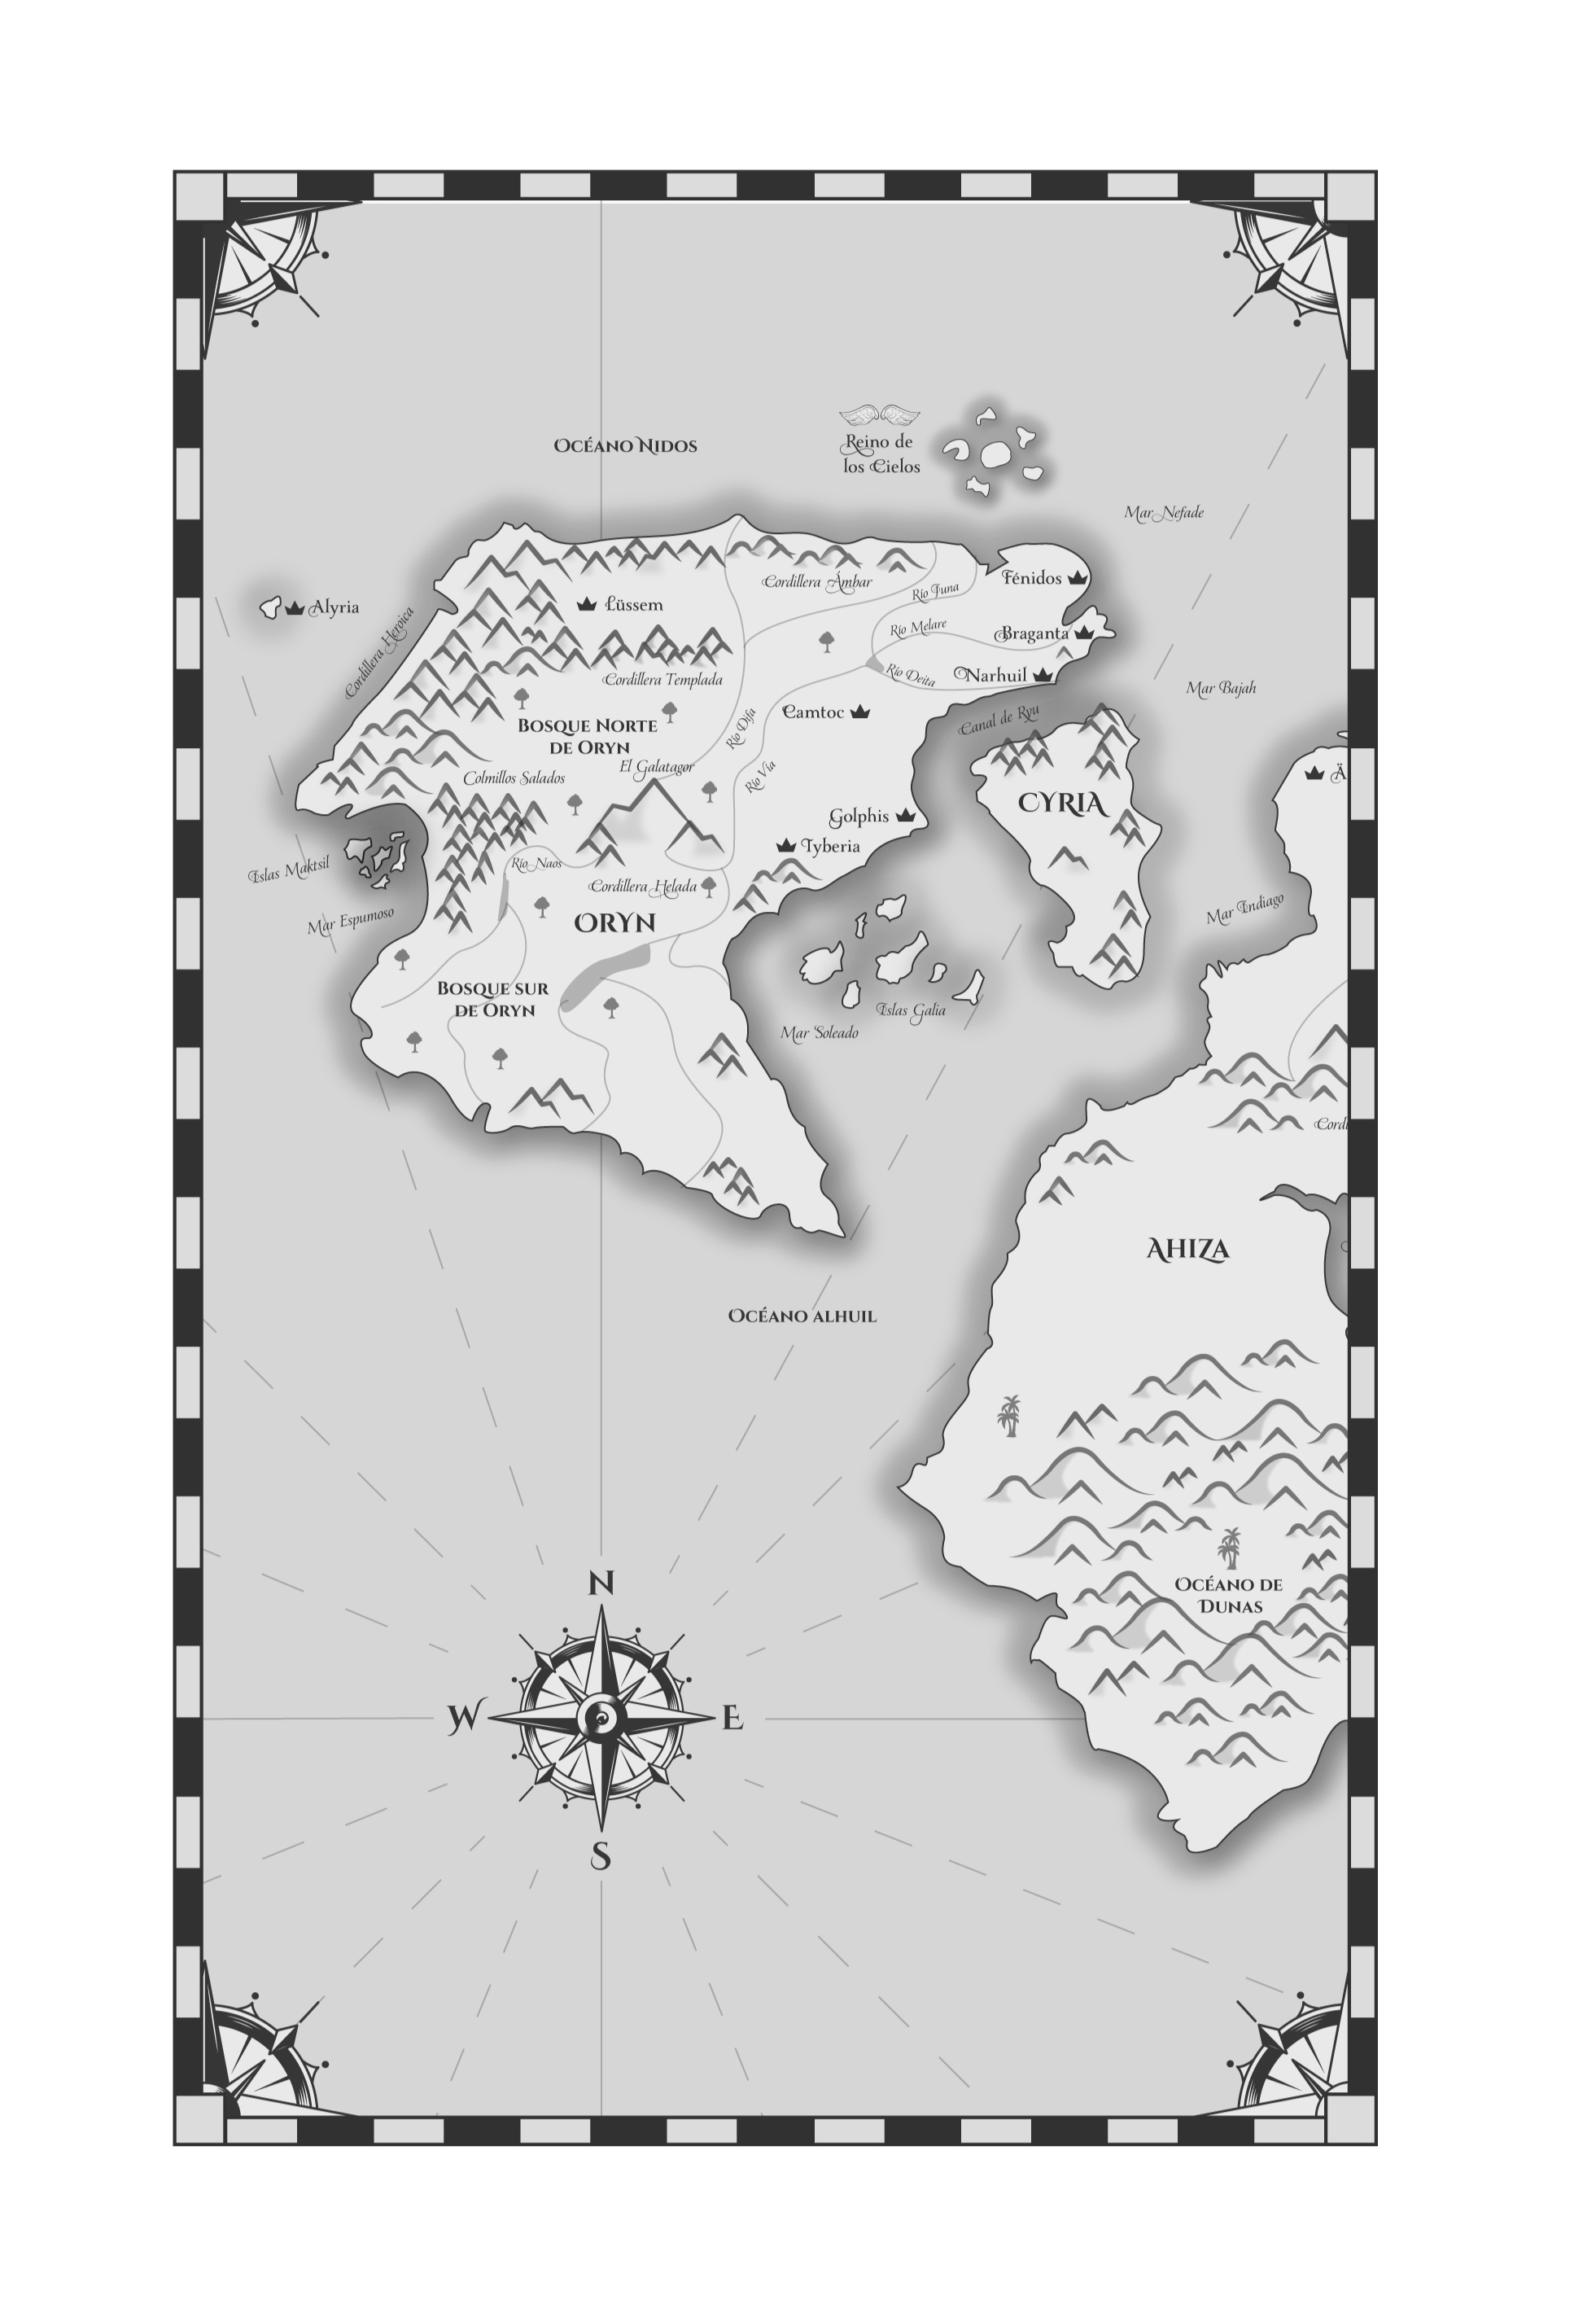 Océano Nidos
Reino de
los Cielos
Mar Nefade
Fénidos
Cordillera Ámbar
Río Juna
Alyria
Lüssem
Río Melare
Braganta
Cordillera Heroica
Cordillera Templada
Río Deita
Narhuil
Mar Bajah
Camtoc
Canal de Ryu
Bosque Norte
de Oryn
Río Difa
El Galatagor
Colmillos Salados
Río Vía
Ä
CYRIA
Golphis
Tyberia
Islas Maktsil
Río Naos
Cordillera Helada
Mar Espumoso
ORYN
Mar Indiago
Bosque sur
de Oryn
Islas Galia
Mar Soleado
Cordi
AHIZA
Océano alhuil
Océano de
Dunas
N
W
E
S